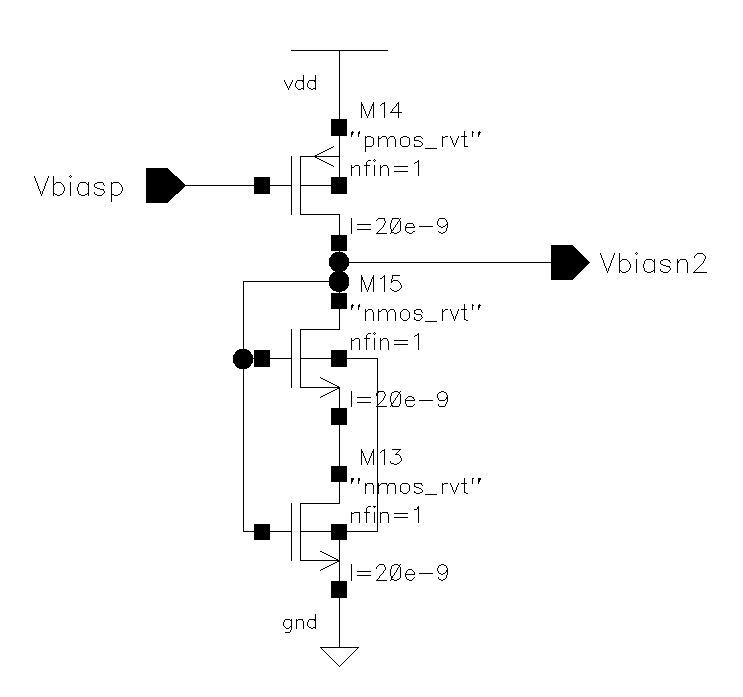 vdd
M14
"pmos_rvt"
nfin=1
Vbiasp
l=20e-9
Vbiasn2
M15
"nmos_rvt"
nfin=1
l=20e-9
M13
"nmos_rvt"
nfin=1
l=20e-9
gnd